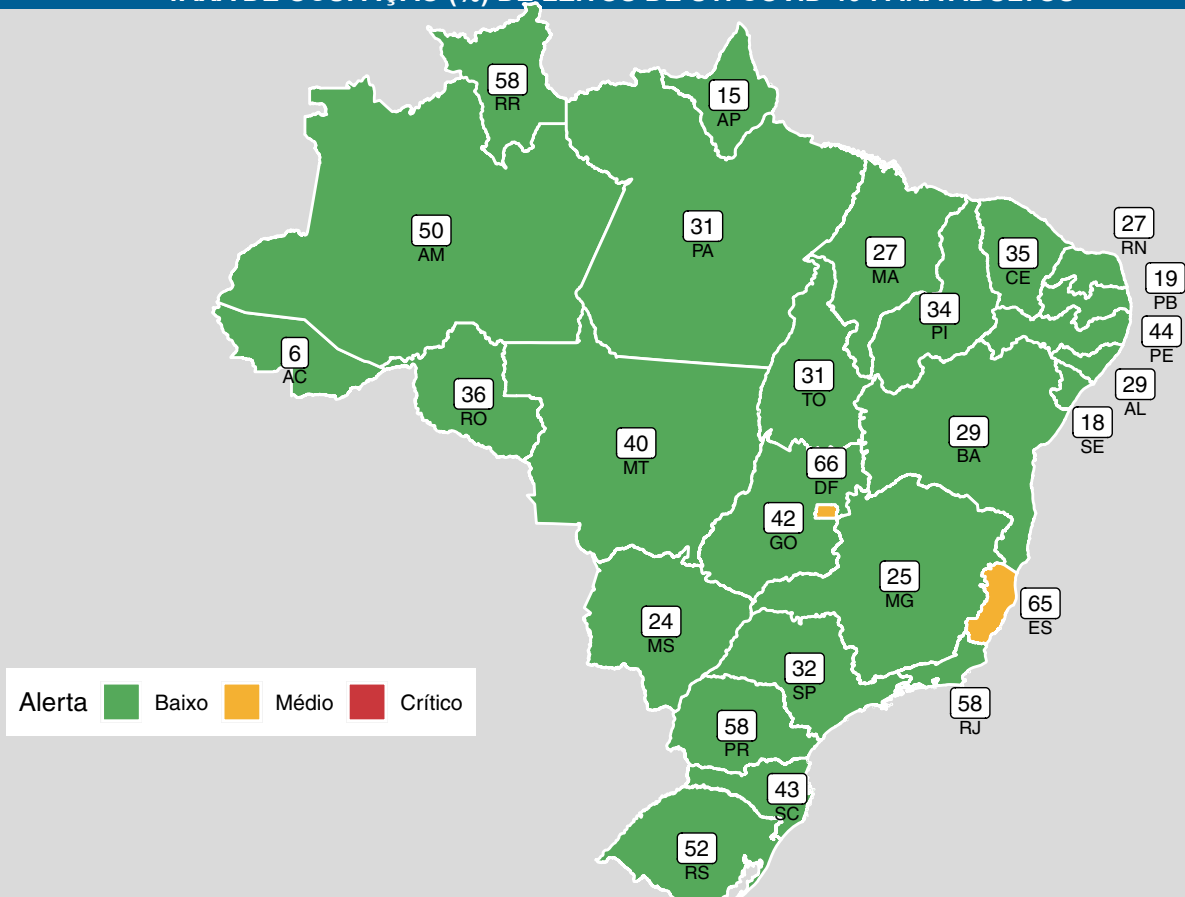 58
RR
15
AP
50
AM
31
PA
27
MA
35
CE
27
RN
19
PB
34
PI
44
PE
6
AC
36
RO
31
TO
29
AL
18
SE
40
MT
29
BA
66
DF
42
GO
25
MG
65
ES
24
MS
32
SP
58
RJ
Alerta Baixo Médio Crítico
58
PR
43
SC
52
RS